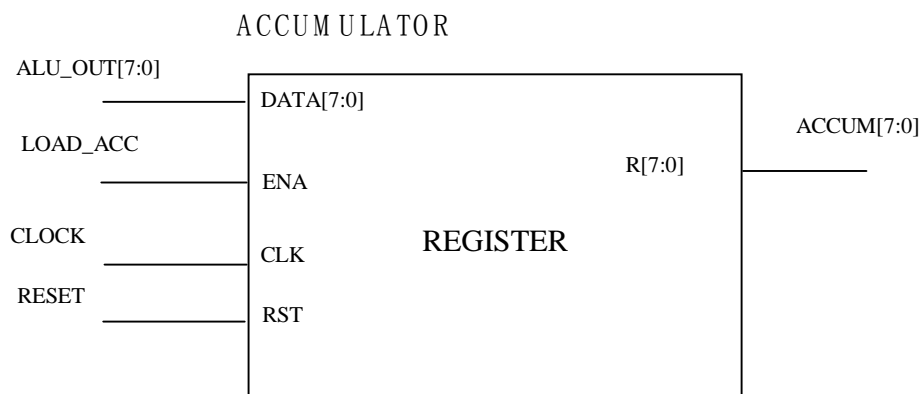 ACCUMULATOR
ALU_OUT[7:0]
DATA[7:0]
ACCUM[7:0]
LOAD_ACC
R[7:0]
ENA
CLOCK
REGISTER
CLK
RESET
RST